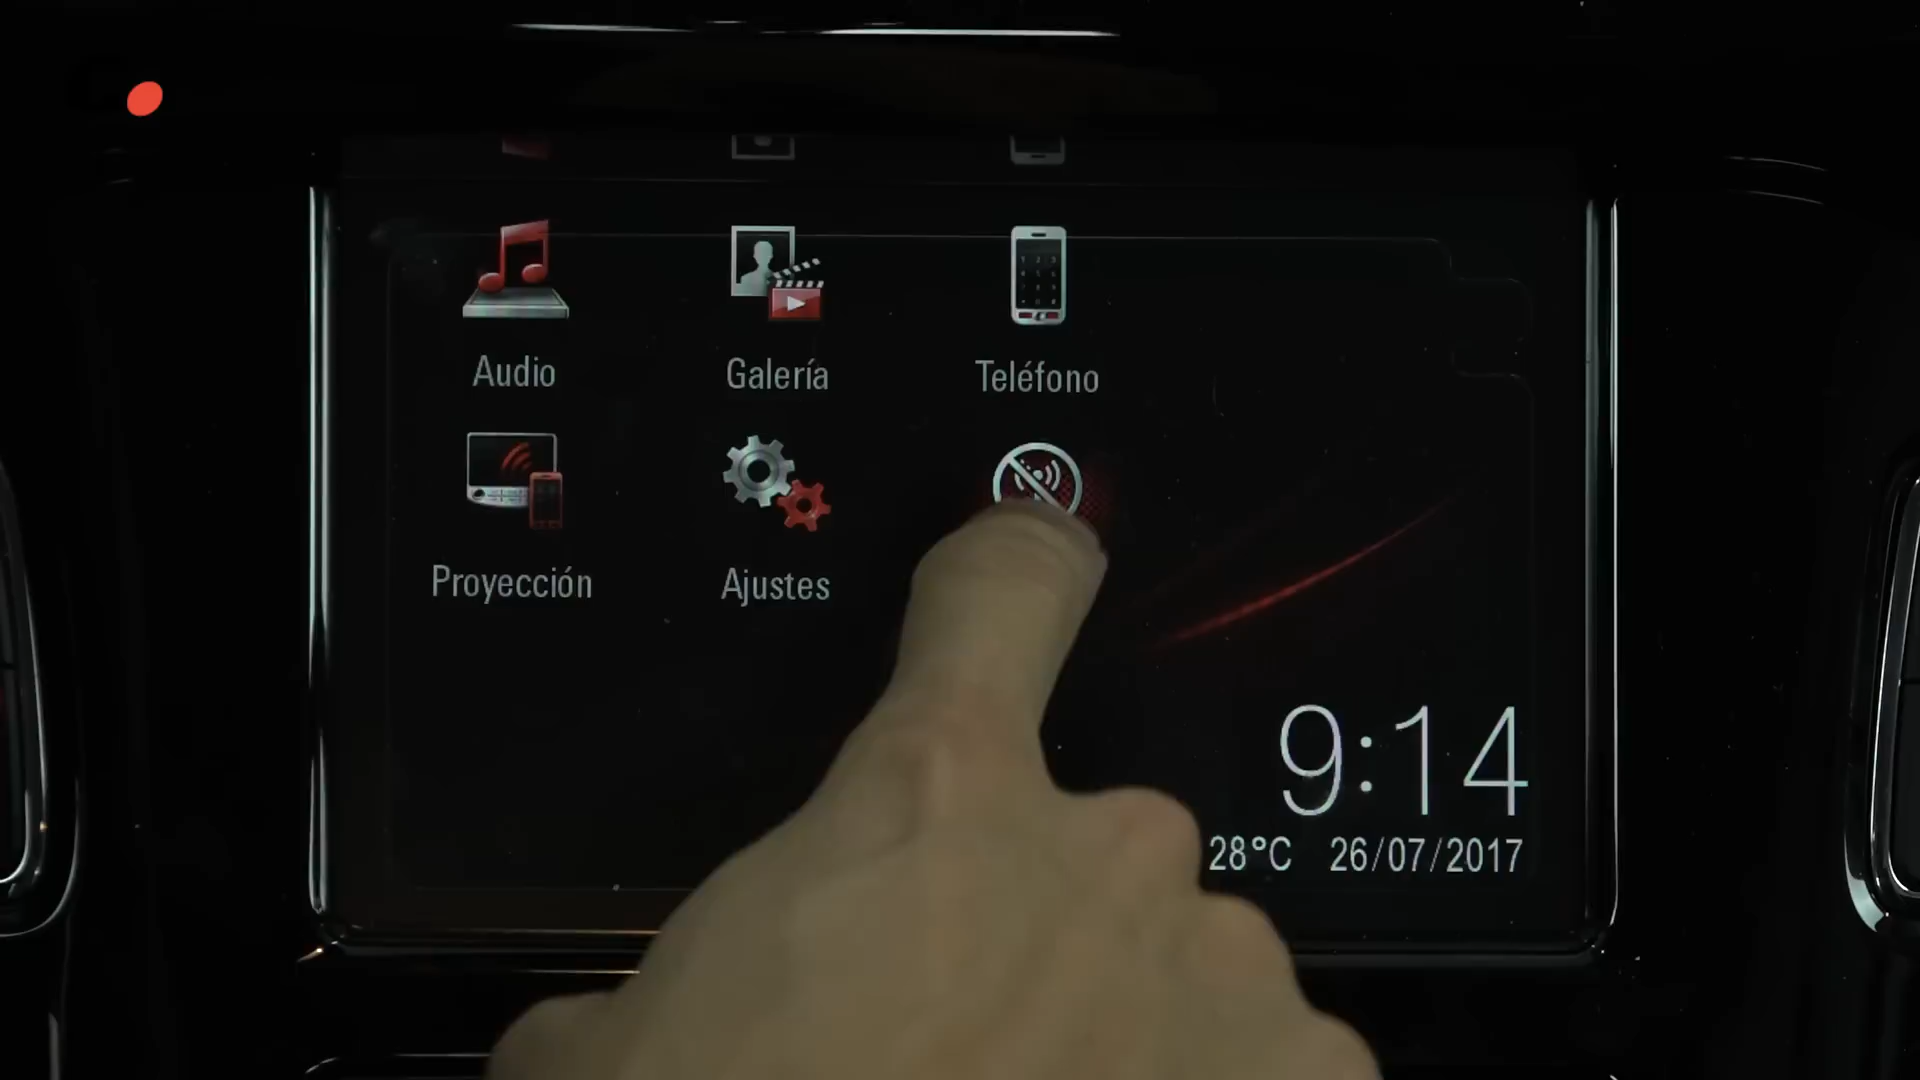 Audio
Galería
Teléfono
Proyección
Ajustes
9:14
28°C 26/07/2017